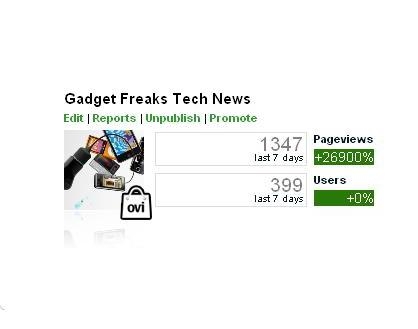 Gadget Freaks Tech News
Edit | Reports | Unpublish | Promote
1347
last 7 days
Pageviews
+26900%
399
last 7 days
Users
+0%
ovi